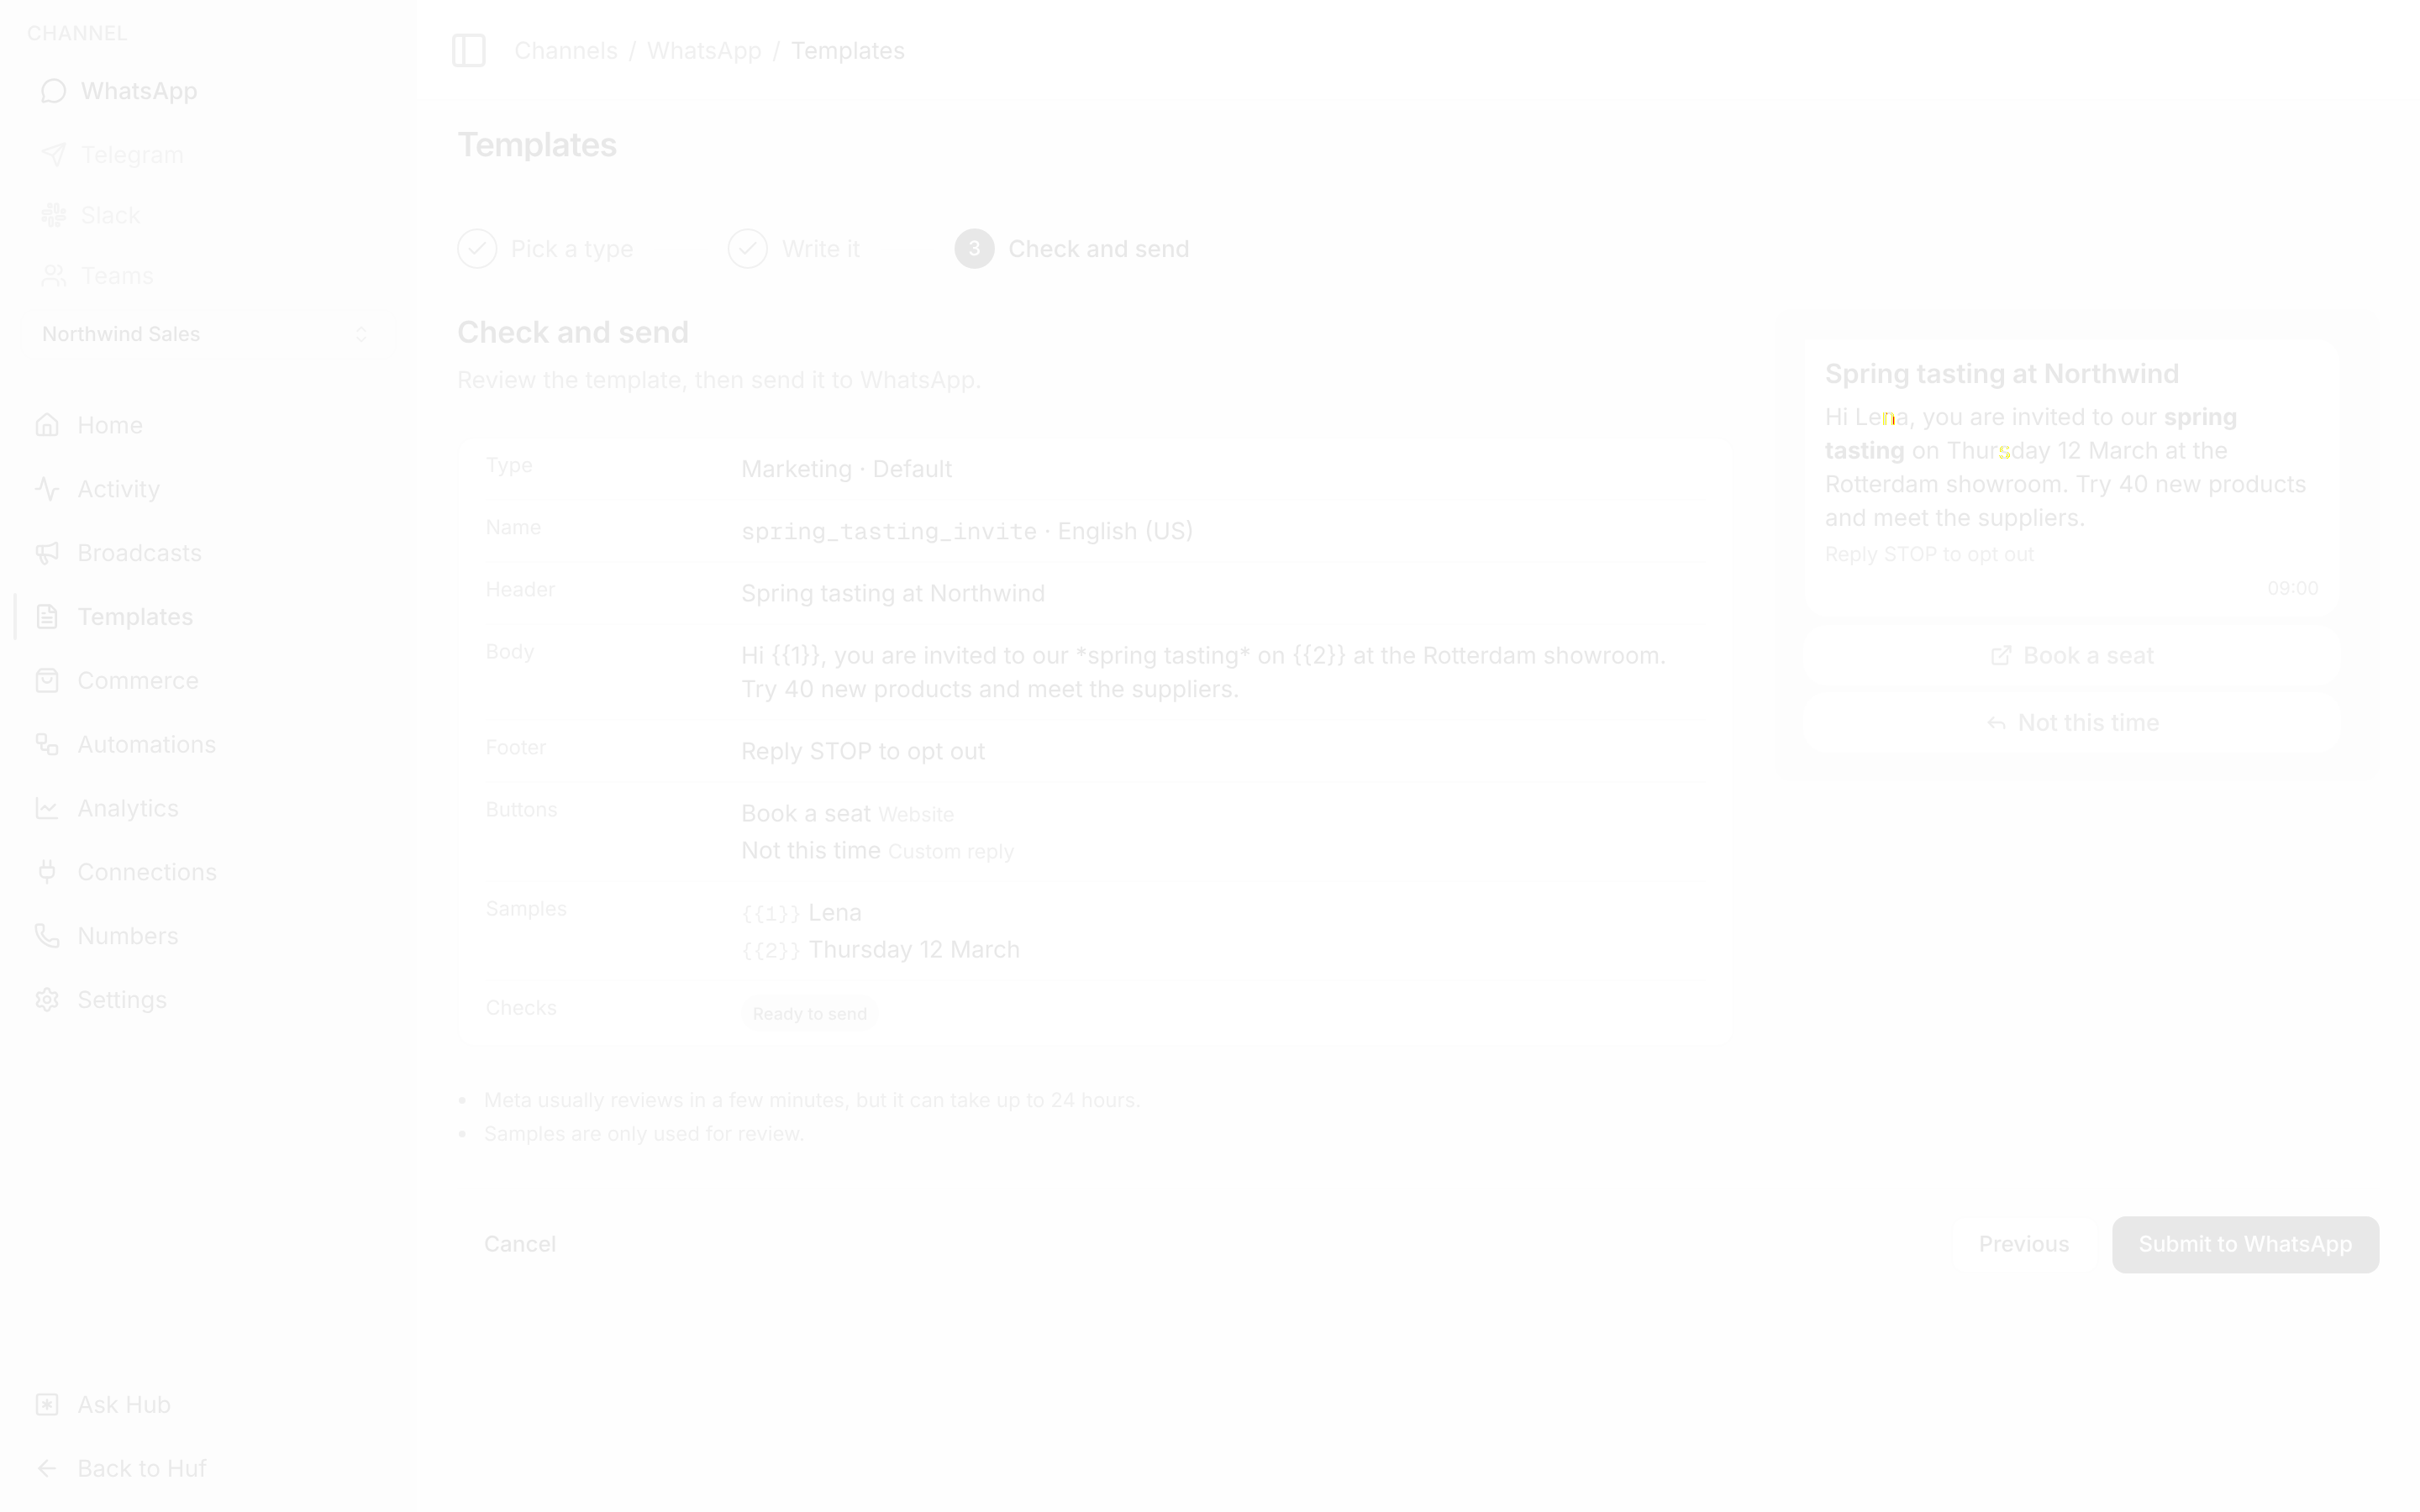 CHANNEL
WhatsApp
Telegram
Slack
Teams
Northwind Sales
Home
Activity
Broadcasts
Templates
Commerce
Automations
Analytics
Connections
Numbers
Settings
Ask Hub
Back to Huf
Channels / WhatsApp / Templates
Templates
Pick a type
Write it
3 Check and send
Check and send
Review the template, then send it to WhatsApp.
Type Marketing · Default
Name spring_tasting_invite · English (US)
Header Spring tasting at Northwind
Body Hi {{1}}, you are invited to our *spring tasting* on {{2}} at the Rotterdam showroom.
Try 40 new products and meet the suppliers.
Footer Reply STOP to opt out
Buttons Book a seat Website
Not this time Custom reply
Samples {{1}} Lena
{{2}} Thursday 12 March
Checks Ready to send
• Meta usually reviews in a few minutes, but it can take up to 24 hours.
• Samples are only used for review.
Cancel
Previous
Submit to WhatsApp
Spring tasting at Northwind
Hi Lena, you are invited to our spring
tasting on Thursday 12 March at the
Rotterdam showroom. Try 40 new products
and meet the suppliers.
Reply STOP to opt out
09:00
Book a seat
Not this time